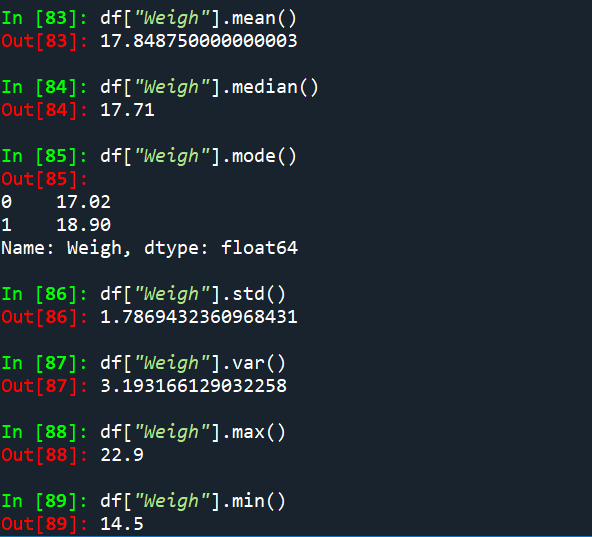 In [83]: df["Weigh"].mean()
Out[83]: 17.848750000000003
In [84]: df["Weigh"].median()
Out[84]: 17.71
In [85]: df["Weigh"].mode()
Out[85]:
0    17.02
1    18.90
Name: Weigh, dtype: float64
In [86]: df["Weigh"].std()
Out[86]: 1.7869432360968431
In [87]: df["Weigh"].var()
Out[87]: 3.193166129032258
In [88]: df["Weigh"].max()
Out[88]: 22.9
In [89]: df["Weigh"].min()
Out[89]: 14.5